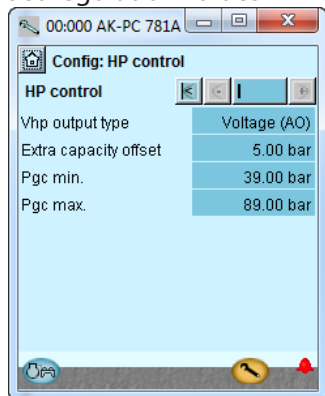 00:000 AK-PC 781A
Config: HP control
HP control
Vhp output type Voltage (AO)
Extra capacity offset 5.00 bar
Pgc min. 39.00 bar
Pgc max. 89.00 bar